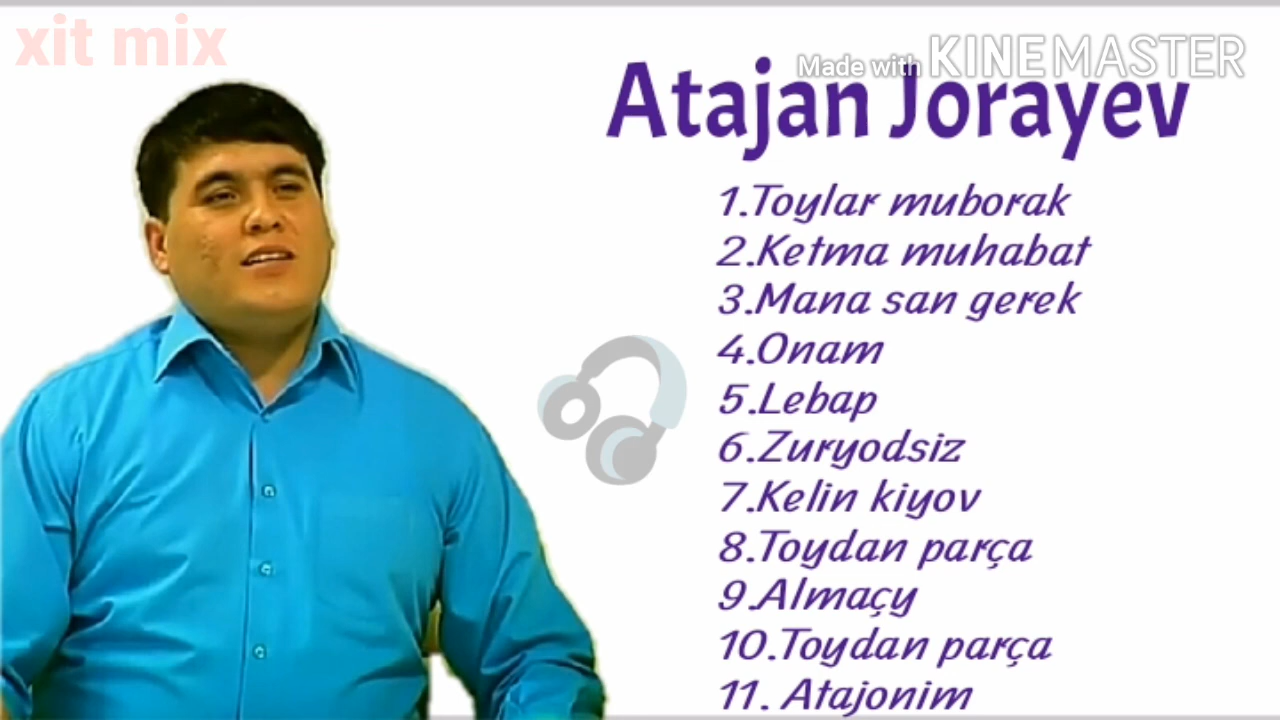 xit mix
Made with KINEMASTER
Atajan Jorayev
1.Toylar muborak
2.Ketma muhabat
3.Mana san gerek
4.Onam
5.Lebap
6.Zuryodsiz
7.Kelin kiyov
8.Toydan parça
9.Almaçy
10.Toydan parça
11. Atajonim